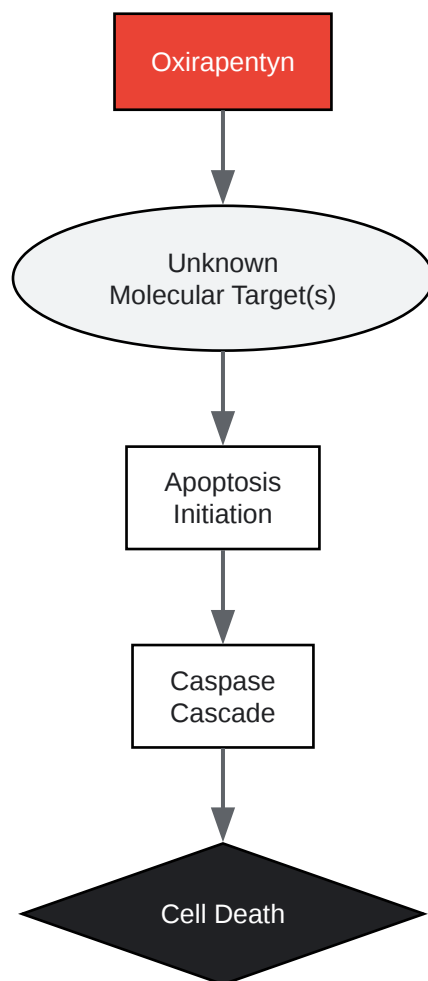 Oxirapentyn
Unknown
Molecular Target(s)
Apoptosis
Initiation
Caspase
Cascade
Cell Death